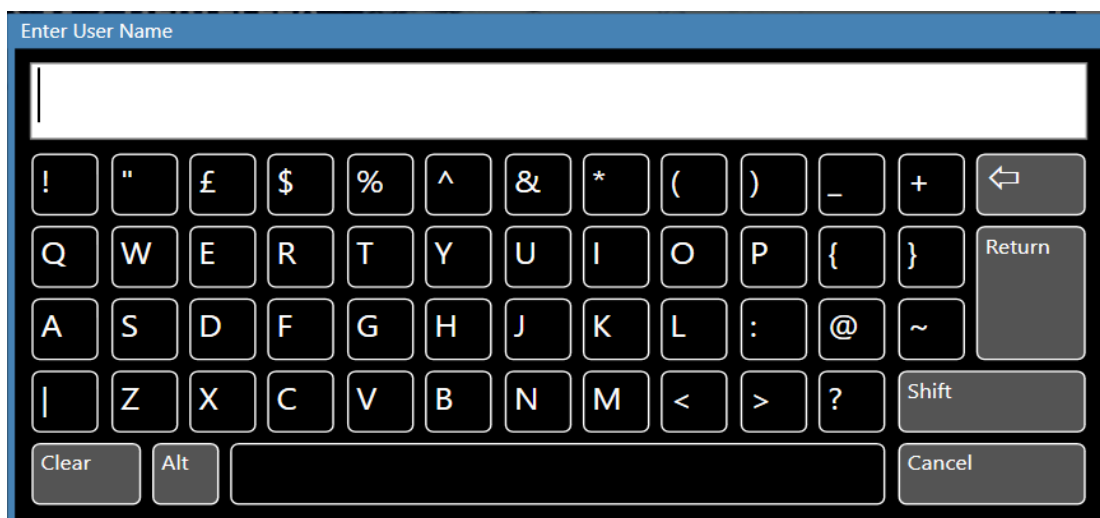 Enter User Name
! " £ $ % ^ & * ( ) _ + ⇦
Q W E R T Y U I O P { } Return
A S D F G H J K L : @ ~
| Z X C V B N M < > ? Shift
Clear Alt Cancel